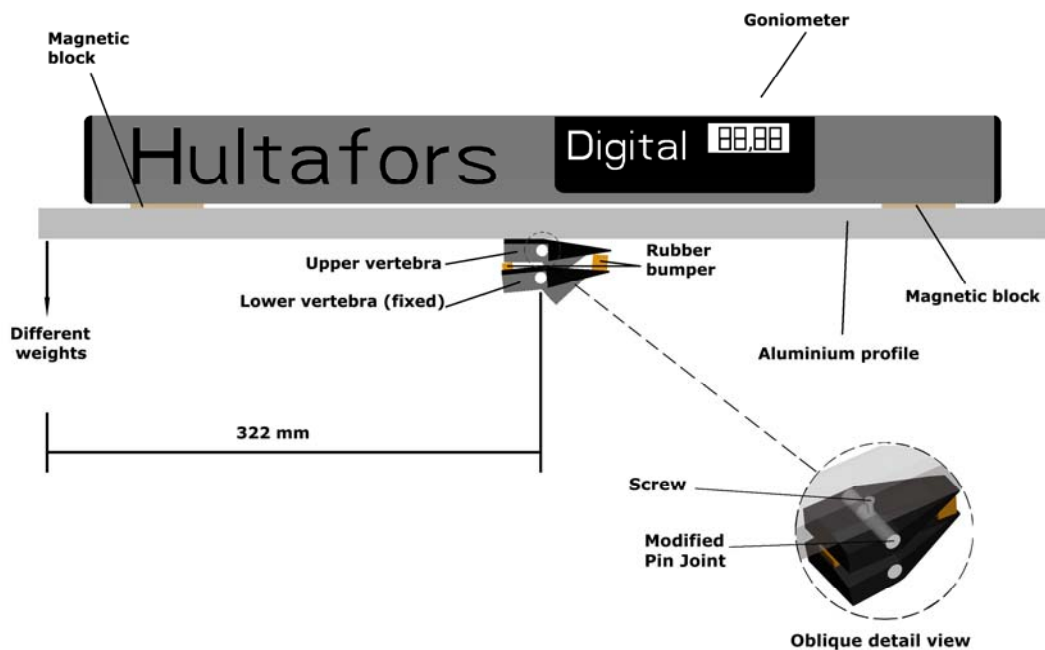 Goniometer
Magnetic
block
Hultafors
Digital
88,88
Upper vertebra
Rubber
bumper
Lower vertebra (fixed)
Magnetic block
Different
weights
Aluminium profile
322 mm
Screw
Modified
Pin Joint
Oblique detail view